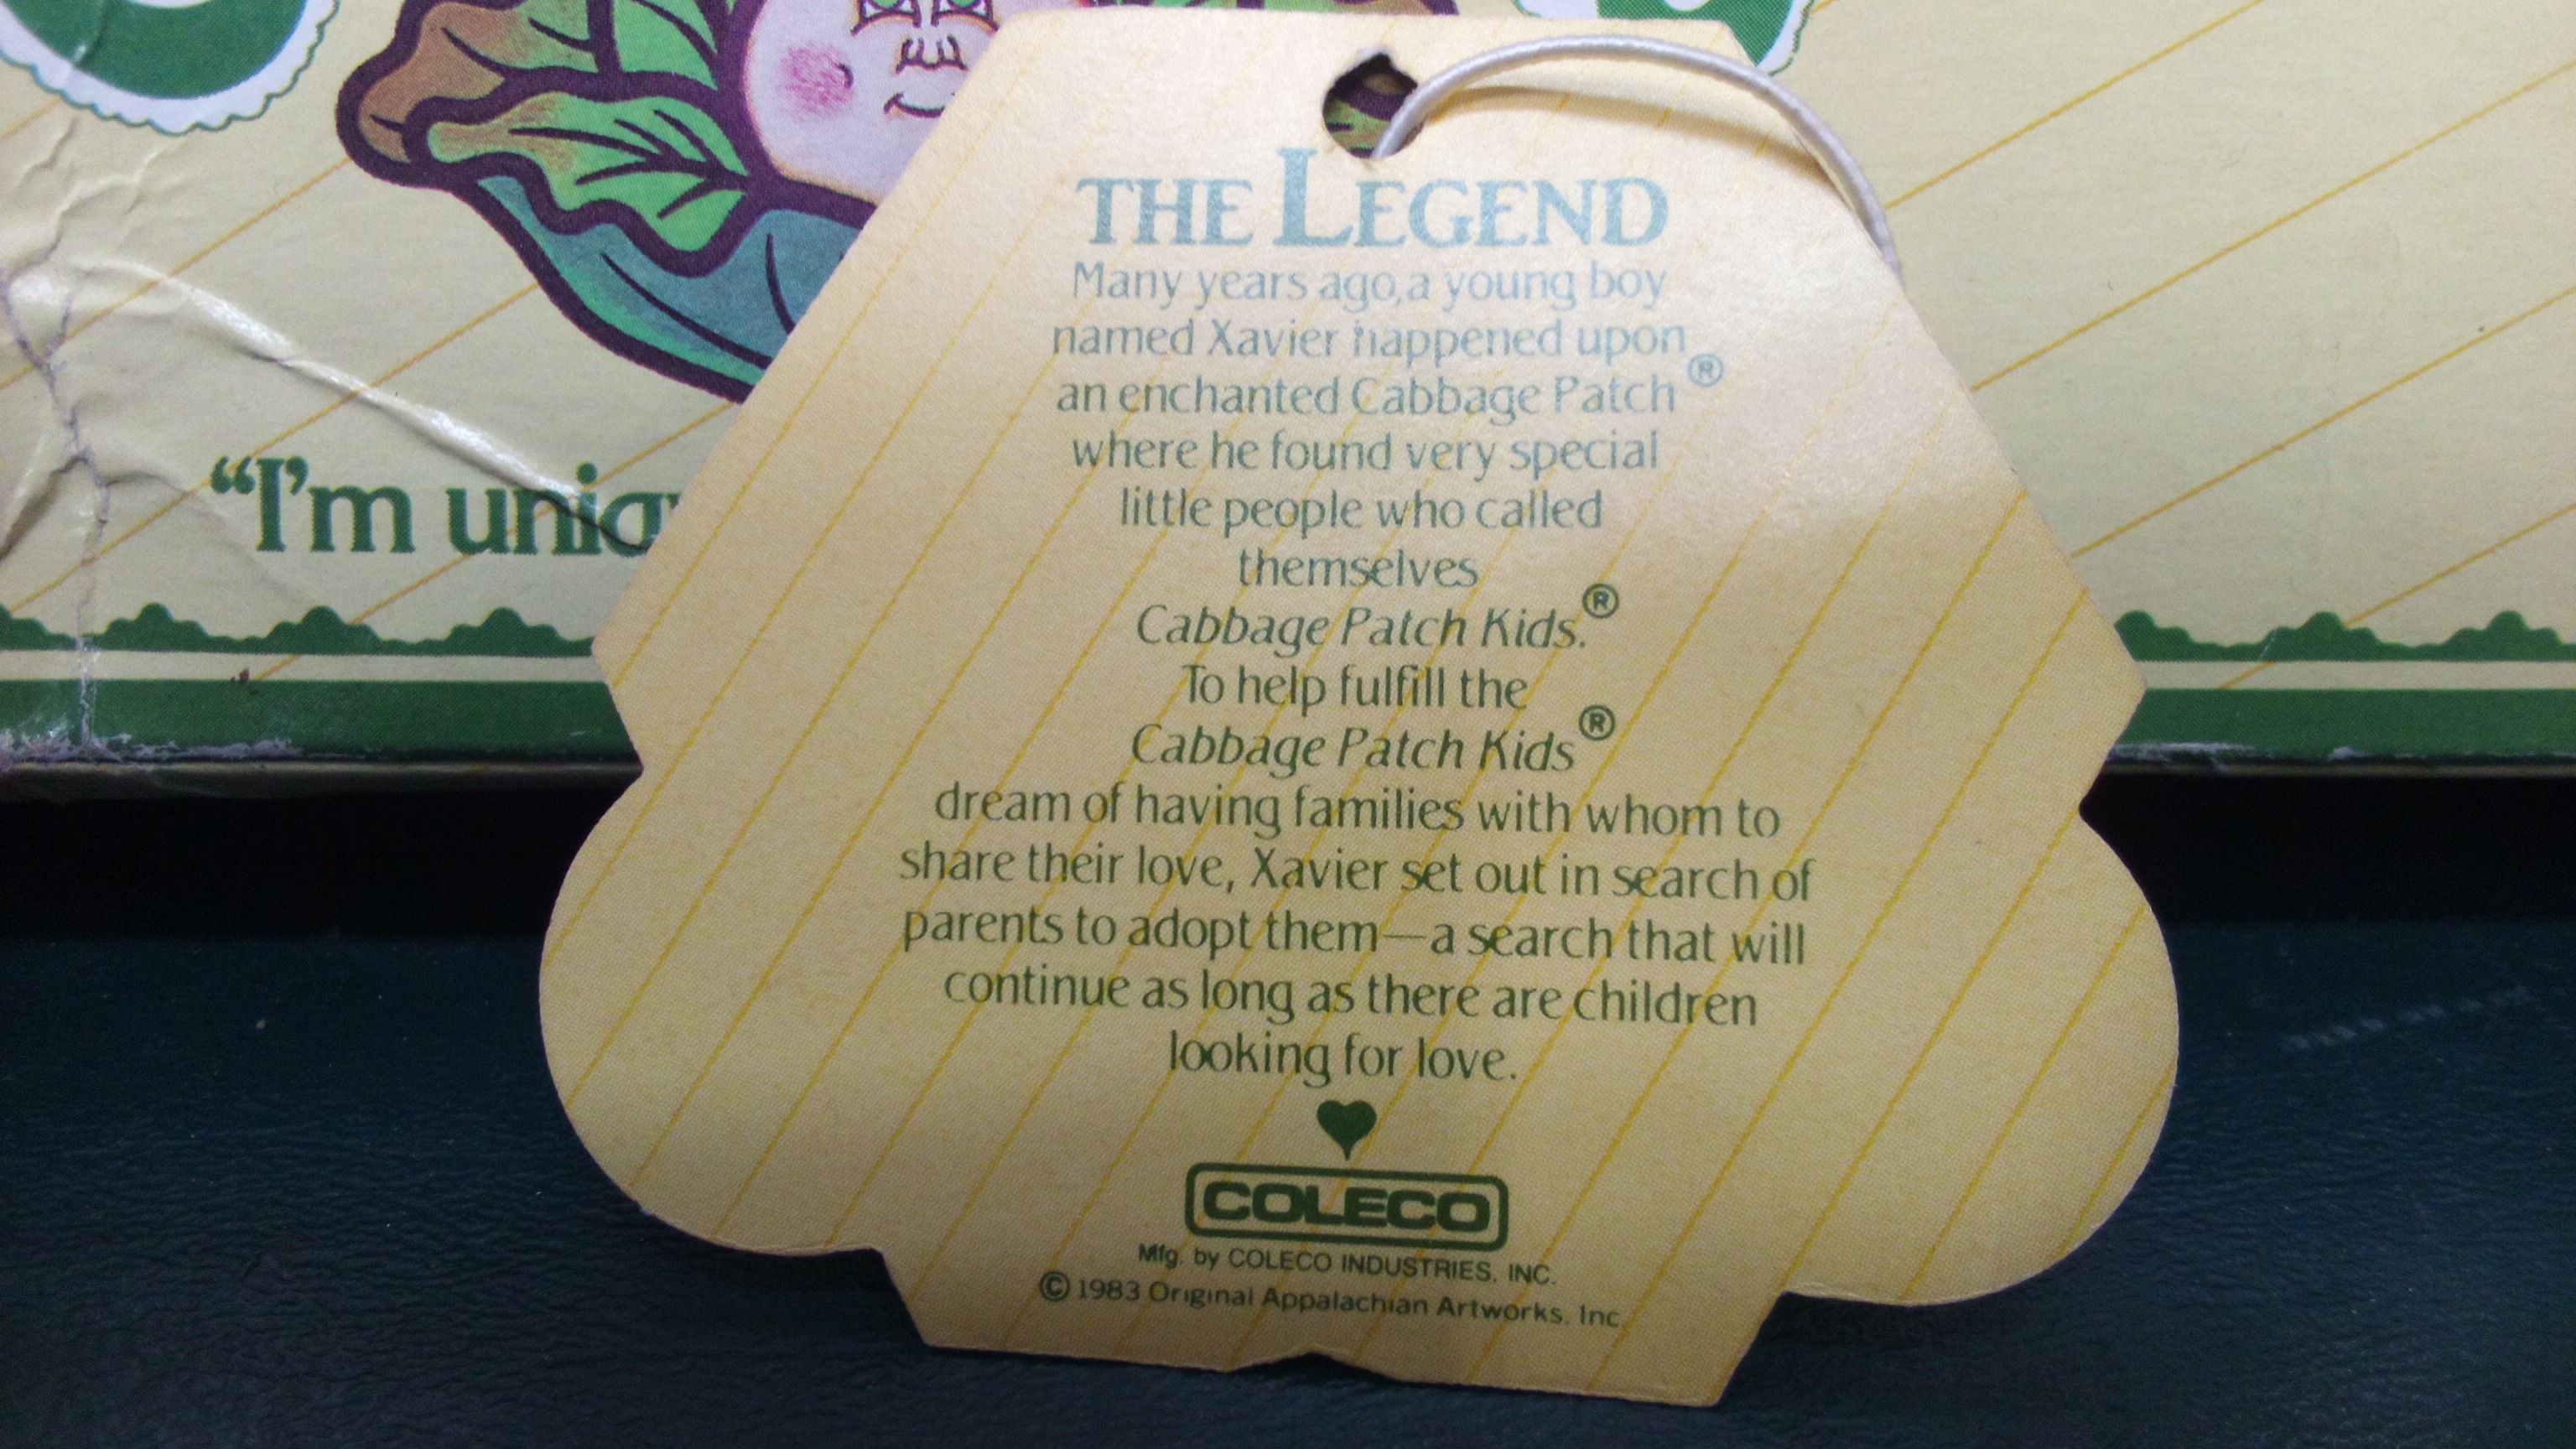 THE LEGEND
Many years ago, a young boy
named Xavier happened upon
an enchanted Cabbage Patch®
where he found very special
little people who called
themselves
Cabbage Patch Kids.®
To help fulfill the
Cabbage Patch Kids®
dream of having families with whom to
share their love, Xavier set out in search of
parents to adopt them—a search that will
continue as long as there are children
looking for love.
COLECO
Mfg. by COLECO INDUSTRIES, INC.
© 1983 Original Appalachian Artworks, Inc.
“I'm